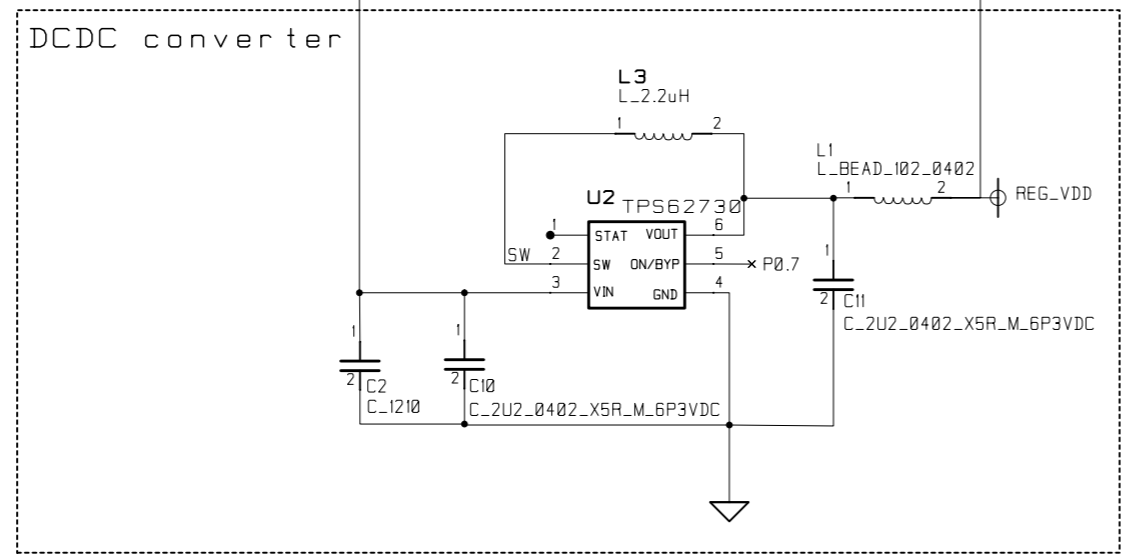 DCDC converter
L3
L_2.2uH
1 2
L1
L_BEAD_102_0402
1 2
REG_VDD
U2 TPS62730
1 STAT VOUT 6
SW 2 SW ON/BYP 5 P0.7
3 VIN GND 4
1
2 C11
C_2U2_0402_X5R_M_6P3VDC
1
2 C2
C_1210
1
2 C10
C_2U2_0402_X5R_M_6P3VDC